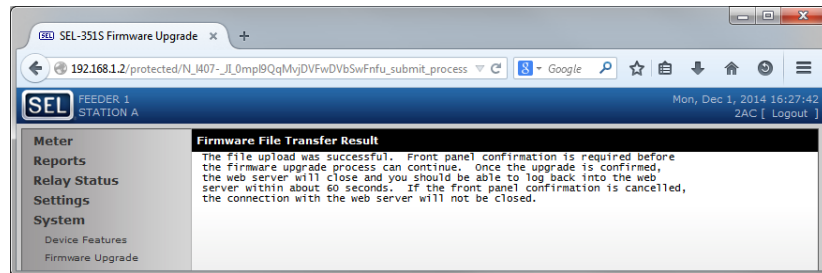 SEL SEL-351S Firmware Upgrade
192.168.1.2/protected/N_I407-_JI_0mpI9QqMvjDVFwDVbSwFnfu_submit_process
8 Google
SEL FEEDER 1
STATION A
Mon, Dec 1, 2014 16:27:42
2AC [ Logout ]
Meter
Reports
Relay Status
Settings
System
Device Features
Firmware Upgrade
Firmware File Transfer Result
The file upload was successful. Front panel confirmation is required before
the firmware upgrade process can continue. Once the upgrade is confirmed,
the web server will close and you should be able to log back into the web
server within about 60 seconds. If the front panel confirmation is cancelled,
the connection with the web server will not be closed.